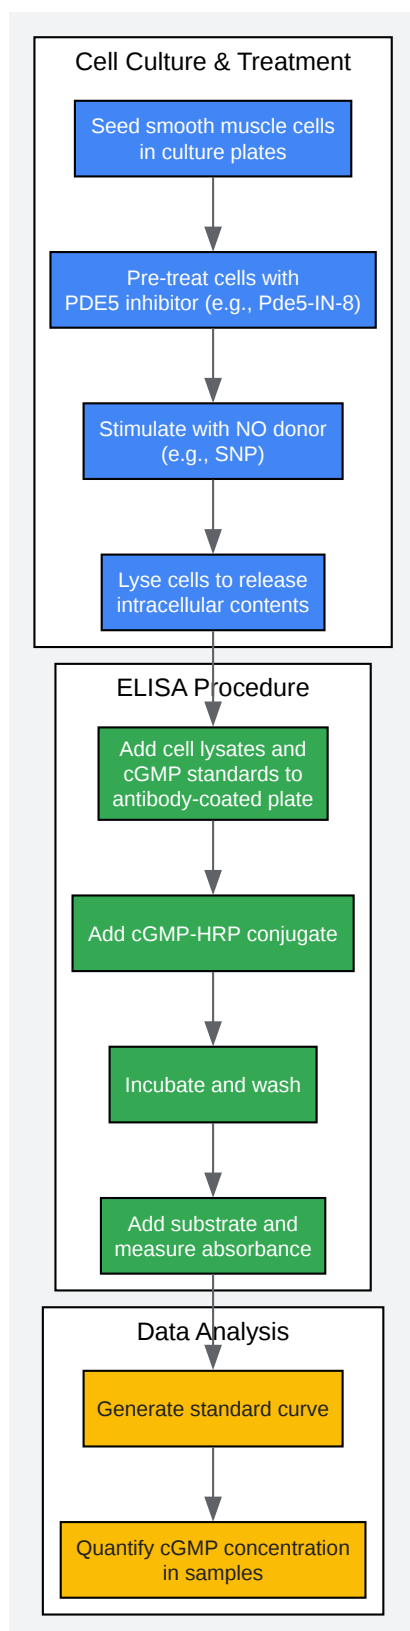 Cell Culture & Treatment
Seed smooth muscle cells
in culture plates
Pre-treat cells with
PDE5 inhibitor (e.g., Pde5-IN-8)
Stimulate with NO donor
(e.g., SNP)
Lyse cells to release
intracellular contents
ELISA Procedure
Add cell lysates and
cGMP standards to
antibody-coated plate
Add cGMP-HRP conjugate
Incubate and wash
Add substrate and
measure absorbance
Data Analysis
Generate standard curve
Quantify cGMP concentration
in samples